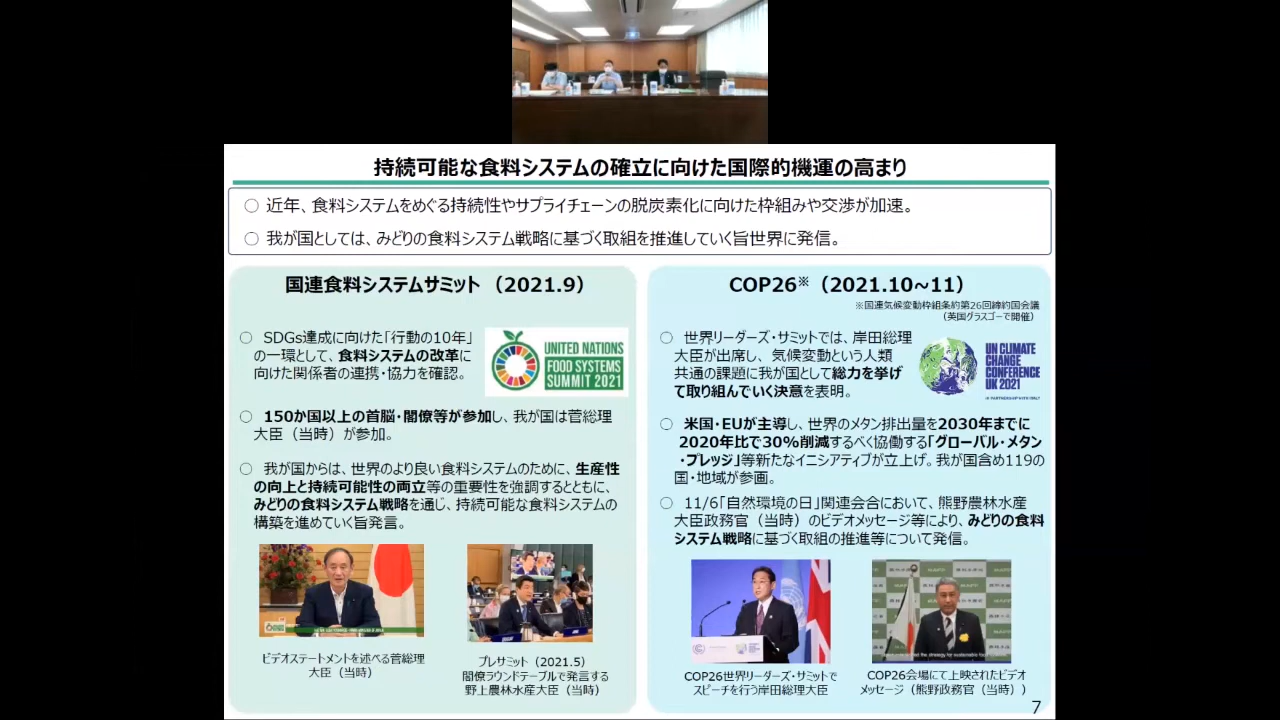 持続可能な食料システムの確立に向けた国際的機運の高まり
○ 近年、食料システムをめぐる持続性やサプライチェーンの脱炭素化に向けた枠組みや交渉が加速。
○ 我が国としては、みどりの食料システム戦略に基づく取組を推進していく旨世界に発信。
国連食料システムサミット（2021.9）
○ SDGs達成に向けた「行動の10年」
の一環として、食料システムの改革に
向けた関係者の連携・協力を確認。
UNITED NATIONS
FOOD SYSTEMS
SUMMIT 2021
○ 150か国以上の首脳・閣僚等が参加し、我が国は菅総理
大臣（当時）が参加。
○ 我が国からは、世界のより良い食料システムのために、生産性
の向上と持続可能性の両立等の重要性を強調するとともに、
みどりの食料システム戦略を通じ、持続可能な食料システムの
構築を進めていく旨発言。
ビデオステートメントを述べる菅総理
大臣（当時）
プレサミット（2021.5）
閣僚ラウンドテーブルで発言する
野上農林水産大臣（当時）
COP26※（2021.10~11）
※国連気候変動枠組条約第26回締約国会議
（英国グラスゴーで開催）
○ 世界リーダーズ・サミットでは、岸田総理
大臣が出席し、気候変動という人類
共通の課題に我が国として総力を挙げ
て取り組んでいく決意を表明。
UN CLIMATE
CHANGE
CONFERENCE
UK 2021
IN PARTNERSHIP WITH ITALY
○ 米国・EUが主導し、世界のメタン排出量を2030年までに
2020年比で30%削減するべく協働する「グローバル・メタン
・プレッジ」等新たなイニシアティブが立上げ。我が国含め119の
国・地域が参画。
○ 11/6「自然環境の日」関連会合において、熊野農林水産
大臣政務官（当時）のビデオメッセージ等により、みどりの食料
システム戦略に基づく取組の推進等について発信。
COP26世界リーダーズ・サミットで
スピーチを行う岸田総理大臣
COP26会場にて上映されたビデオ
メッセージ（熊野政務官（当時））
7